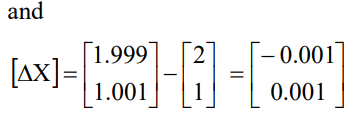 and
[ΔX] = [1.999 1.001] − [2 1] = [− 0.001 0.001]